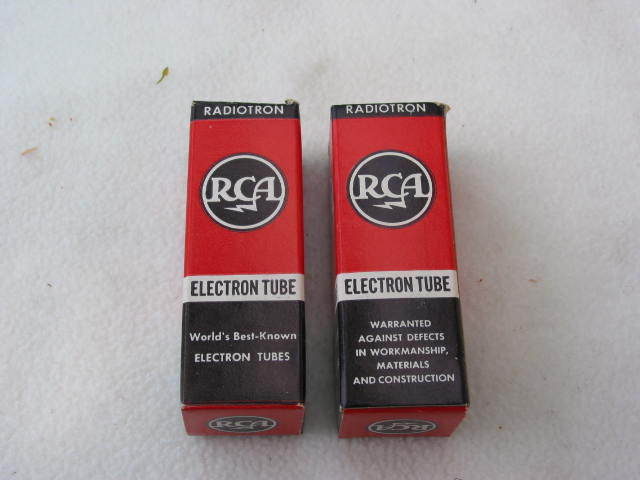 RADIOTRON
RCA
ELECTRON TUBE
World's Best-Known
ELECTRON TUBES
RCA
RADIOTRON
RCA
ELECTRON TUBE
WARRANTED
AGAINST DEFECTS
IN WORKMANSHIP,
MATERIALS
AND CONSTRUCTION
RCA